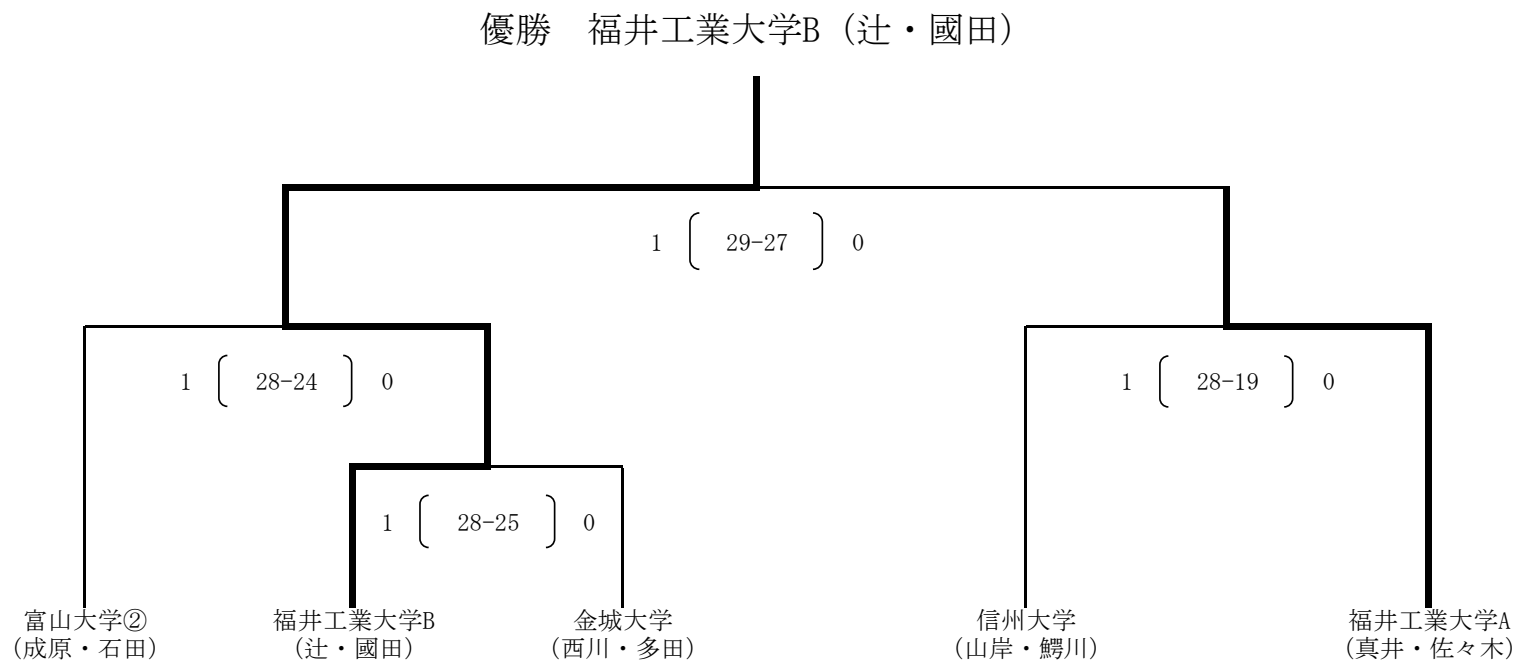 優勝　福井工業大学B（辻・國田）
1 29-27 0
1 28-24 0
1 28-19 0
1 28-25 0
富山大学②
（成原・石田）
福井工業大学B
（辻・國田）
金城大学
（西川・多田）
信州大学
（山岸・鰐川）
福井工業大学A
（真井・佐々木）